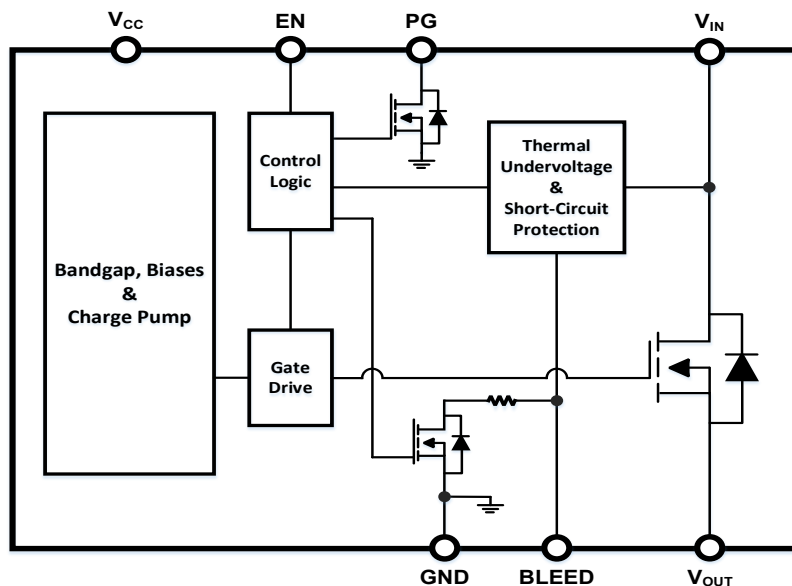 VCC
EN
PG
VIN
Control
Logic
Thermal
Undervoltage
&
Short-Circuit
Protection
Bandgap, Biases
&
Charge Pump
Gate
Drive
GND
BLEED
VOUT